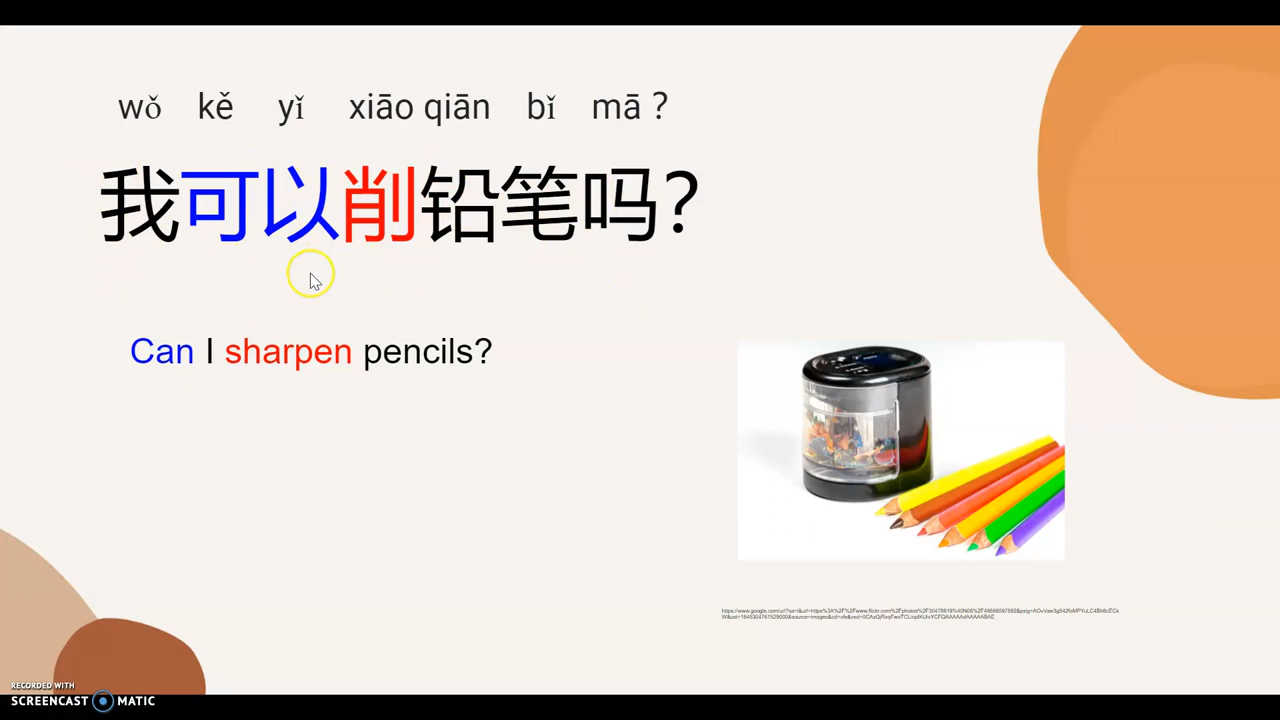 wǒ kě yǐ xiāo qiān bǐ mā ?
我可以削铅笔吗?
Can I sharpen pencils?
RECORDED WITH
SCREENCAST MATIC